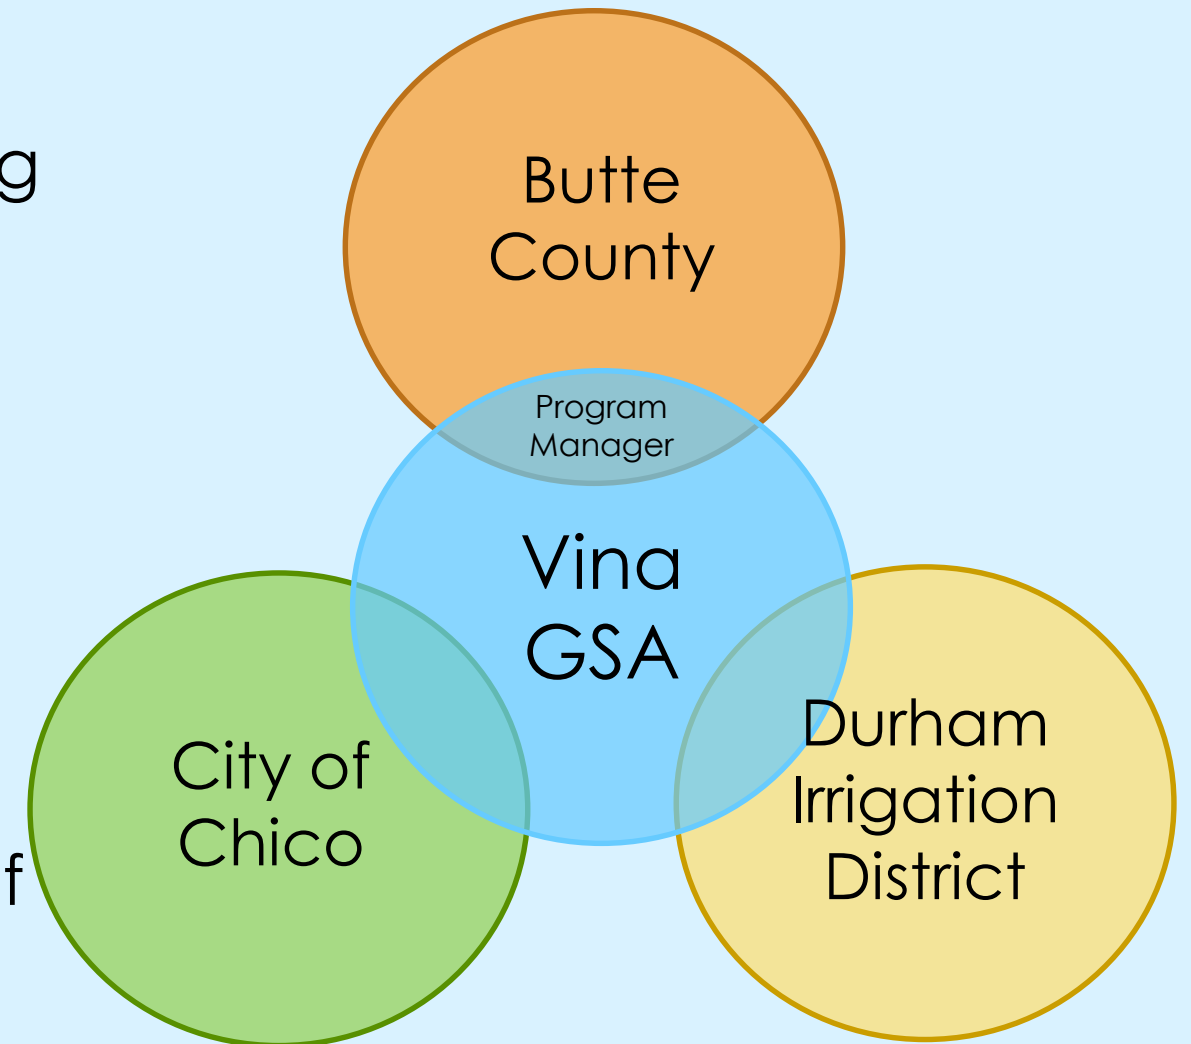 g
Butte
County
Program
Manager
Vina
GSA
City of
Chico
Durham
Irrigation
District
f